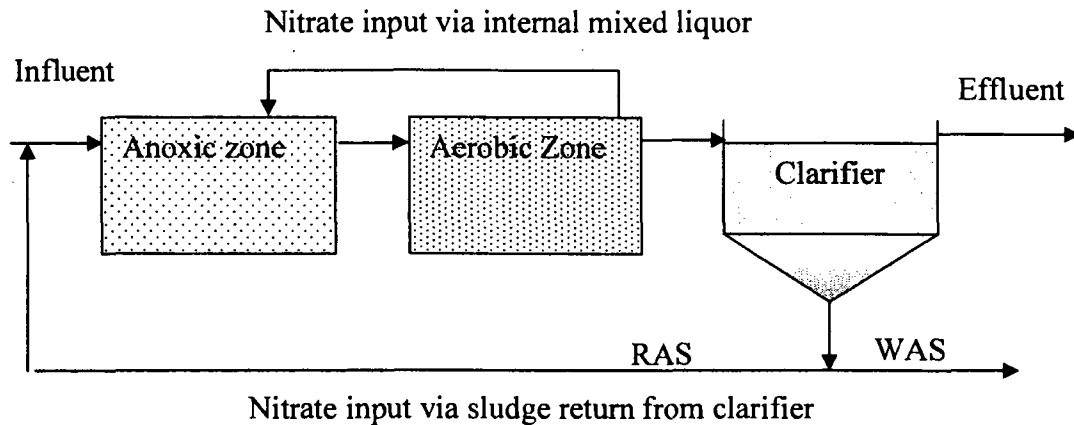 Nitrate input via internal mixed liquor
Influent
Effluent
Anoxic zone
Aerobic Zone
Clarifier
RAS
WAS
Nitrate input via sludge return from clarifier